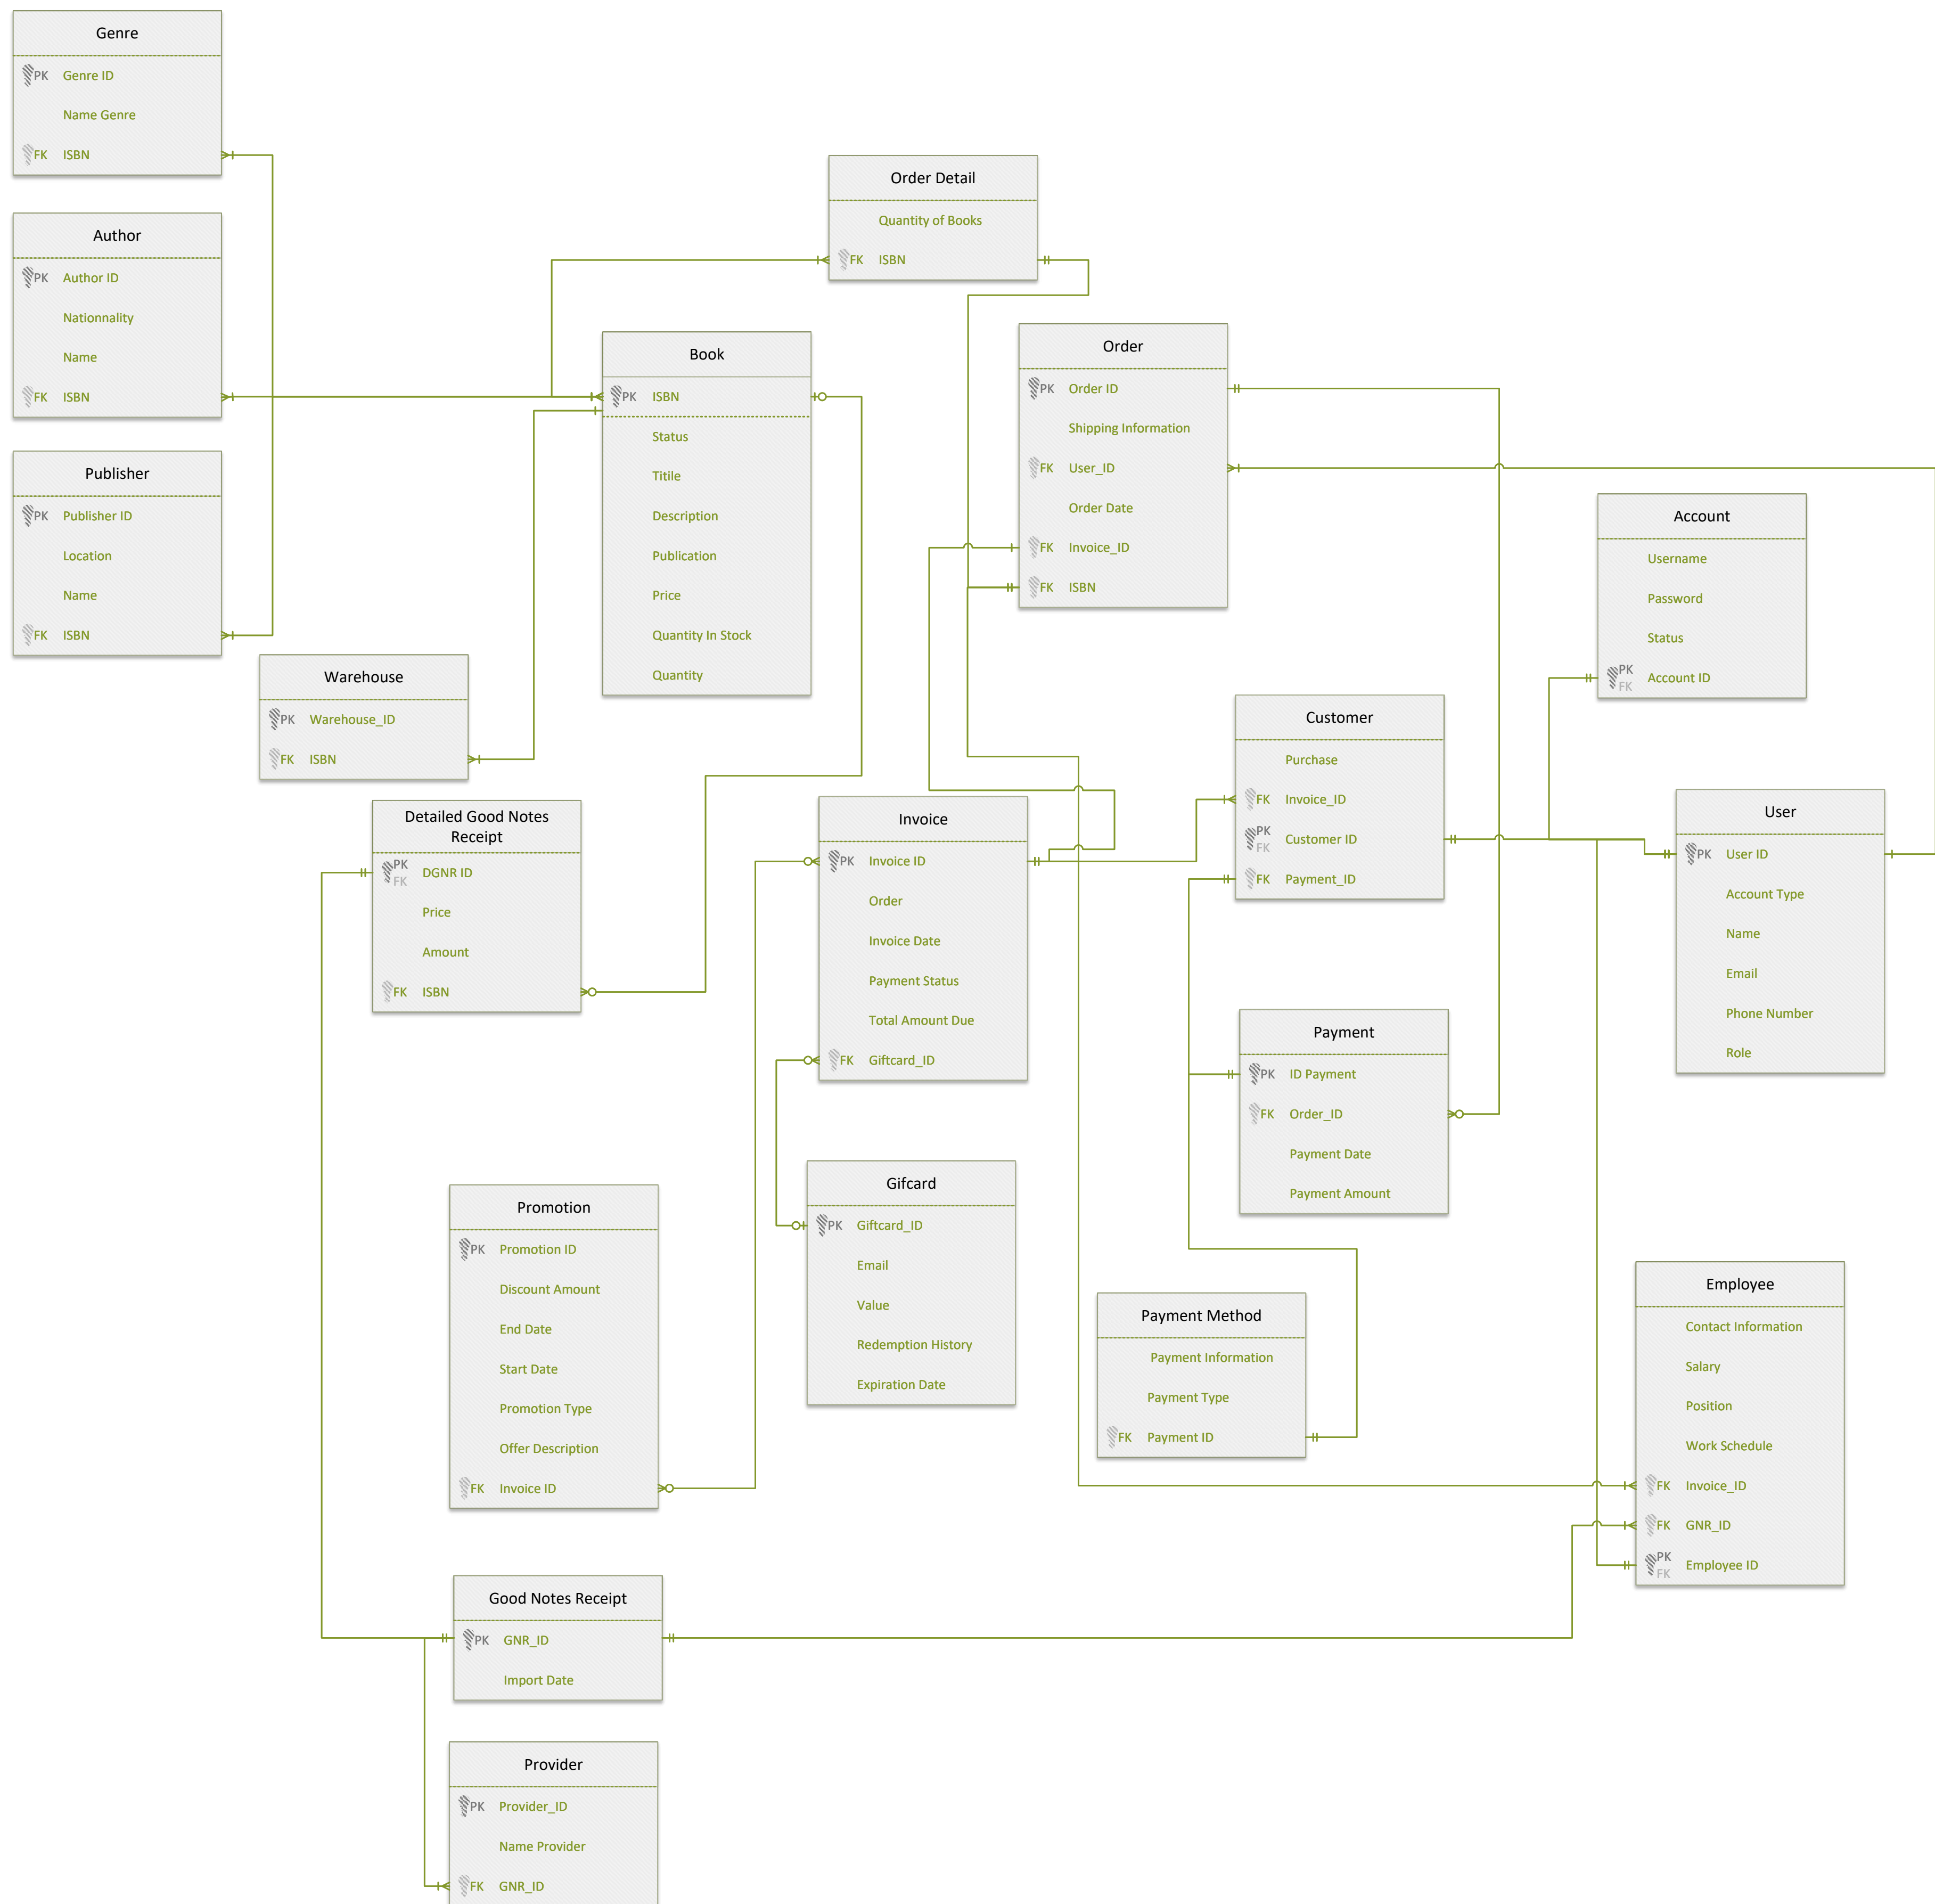 Genre
PK Genre ID
Name Genre
FK ISBN
Author
PK Author ID
Nationnality
Name
FK ISBN
Publisher
PK Publisher ID
Location
Name
FK ISBN
Warehouse
PK Warehouse_ID
FK ISBN
Order Detail
Quantity of Books
FK ISBN
Book
PK ISBN
Status
Titile
Description
Publication
Price
Quantity In Stock
Quantity
Order
PK Order ID
Shipping Information
FK User_ID
Order Date
FK Invoice_ID
FK ISBN
Account
Username
Password
Status
PK
FK
Account ID
Customer
Purchase
FK Invoice_ID
PK
FK
Customer ID
FK Payment_ID
User
PK User ID
Account Type
Name
Email
Phone Number
Role
Detailed Good Notes
Receipt
PK
FK
DGNR ID
Price
Amount
FK ISBN
Invoice
PK Invoice ID
Order
Invoice Date
Payment Status
Total Amount Due
FK Giftcard_ID
Payment
PK ID Payment
FK Order_ID
Payment Date
Payment Amount
Promotion
PK Promotion ID
Discount Amount
End Date
Start Date
Promotion Type
Offer Description
FK Invoice ID
Gifcard
PK Giftcard_ID
Email
Value
Redemption History
Expiration Date
Payment Method
Payment Information
Payment Type
FK Payment ID
Employee
Contact Information
Salary
Position
Work Schedule
FK Invoice_ID
FK GNR_ID
PK
FK
Employee ID
Good Notes Receipt
PK GNR_ID
Import Date
Provider
PK Provider_ID
Name Provider
FK GNR_ID